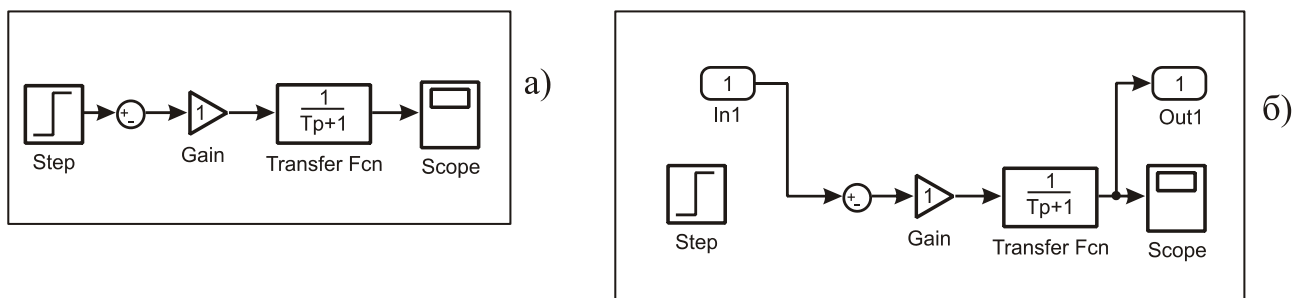 +
-
1
1
Tp+1
Step
Gain
Transfer Fcn
Scope
а)
1
In1
1
Out1
Step
+
-
1
Gain
1
Tp+1
Transfer Fcn
Scope
б)